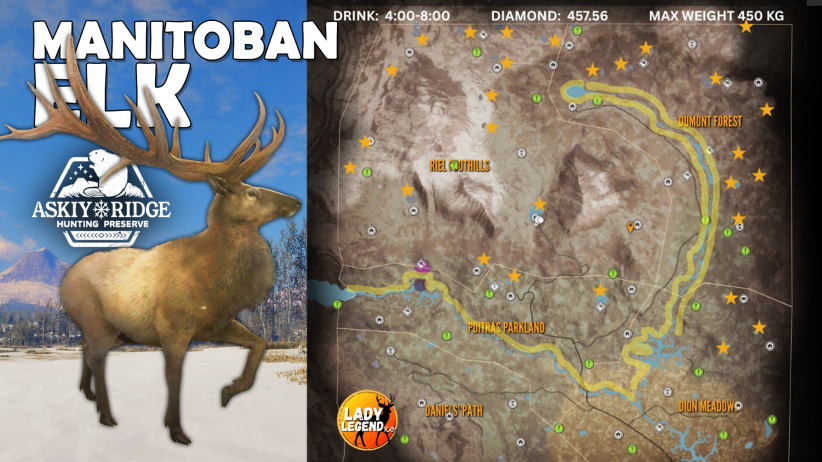 MANITOBAN
ELK
ASKIY RIDGE
HUNTING PRESERVE
DRINK: 4:00-8:00 DIAMOND: 457.56 MAX WEIGHT 450 KG
DUMONT FOREST
RIEL FOOTHILLS
POITRAS PARKLAND
DANIELS' PATH
DION MEADOW
LADY
LEGEND